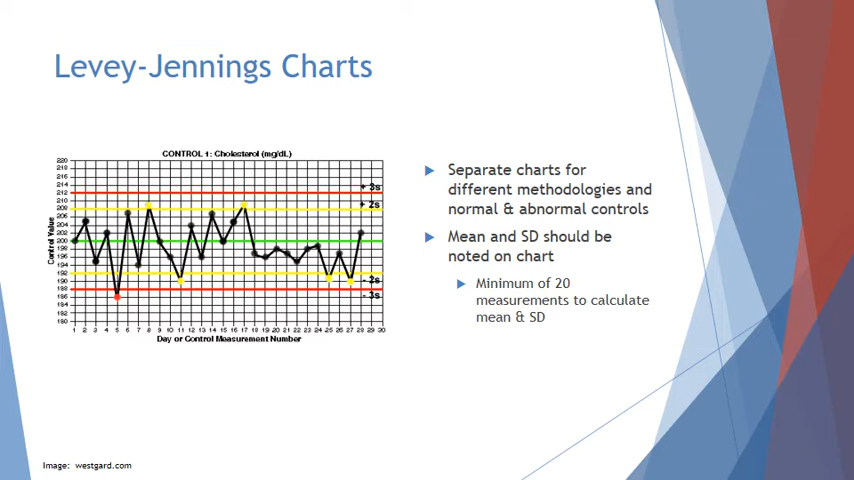 Levey-Jennings Charts
CONTROL 1: Cholesterol (mg/dL)
220
218
216
214
212
210
208
206
204
202
200
198
196
194
192
190
188
186
184
182
190
+ 3s
+ 2s
- 2s
- 3s
Control Value
1 2 3 4 5 6 7 8 9 10 11 12 13 14 15 16 17 18 19 20 21 22 23 24 25 26 27 28 29 30
Day or Control Measurement Number
Separate charts for
different methodologies and
normal & abnormal controls
Mean and SD should be
noted on chart
Minimum of 20
measurements to calculate
mean & SD
Image: westgard.com